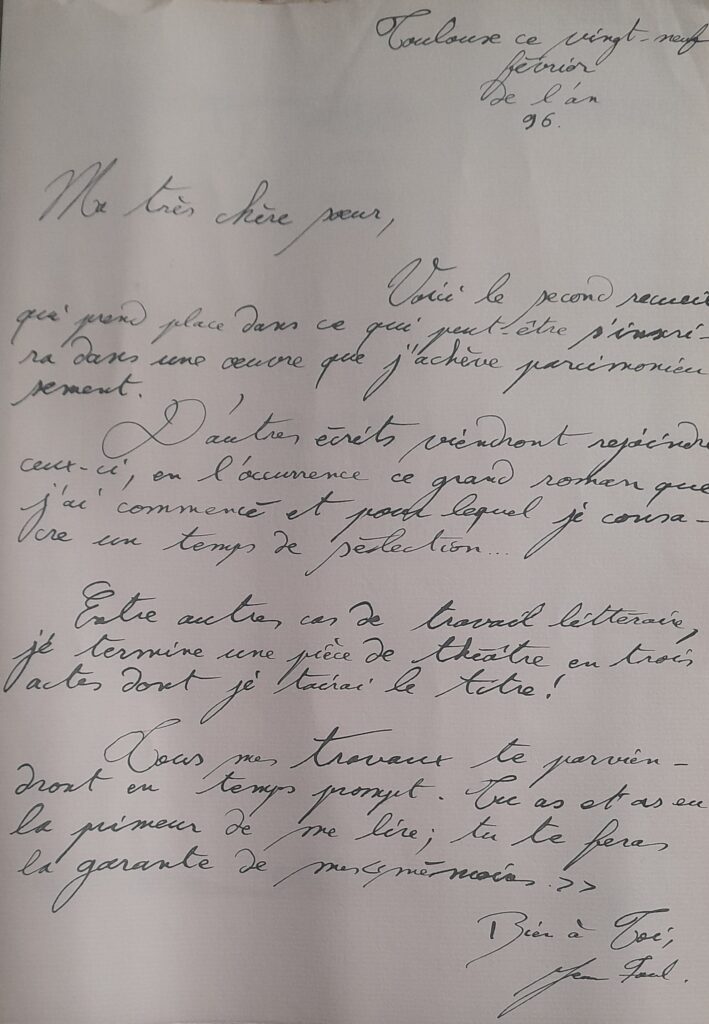 Toulouse ce vingt-neuf
février
de l'an
96.
Ma très chère sœur,
Voici le second recueil
qui prend place dans ce qui peut-être s'inscri-
ra dans une œuvre que j'achève parcimonieu
sement.
D'autres écrits viendront rejoindre
ceux-ci, en l'occurrence ce grand roman que
j'ai commencé et pour lequel je consa-
cre un temps de sélection...
Entre autres cas de travail littéraire,
je termine une pièce de théâtre en trois
actes dont je tairai le titre !
Tous mes travaux te parvien-
dront en temps prompt. Tu as et as eu
la primeur de me lire ; tu te feras
la garante de mes « mémoires. »
Bien à Toi,
Jean Paul.